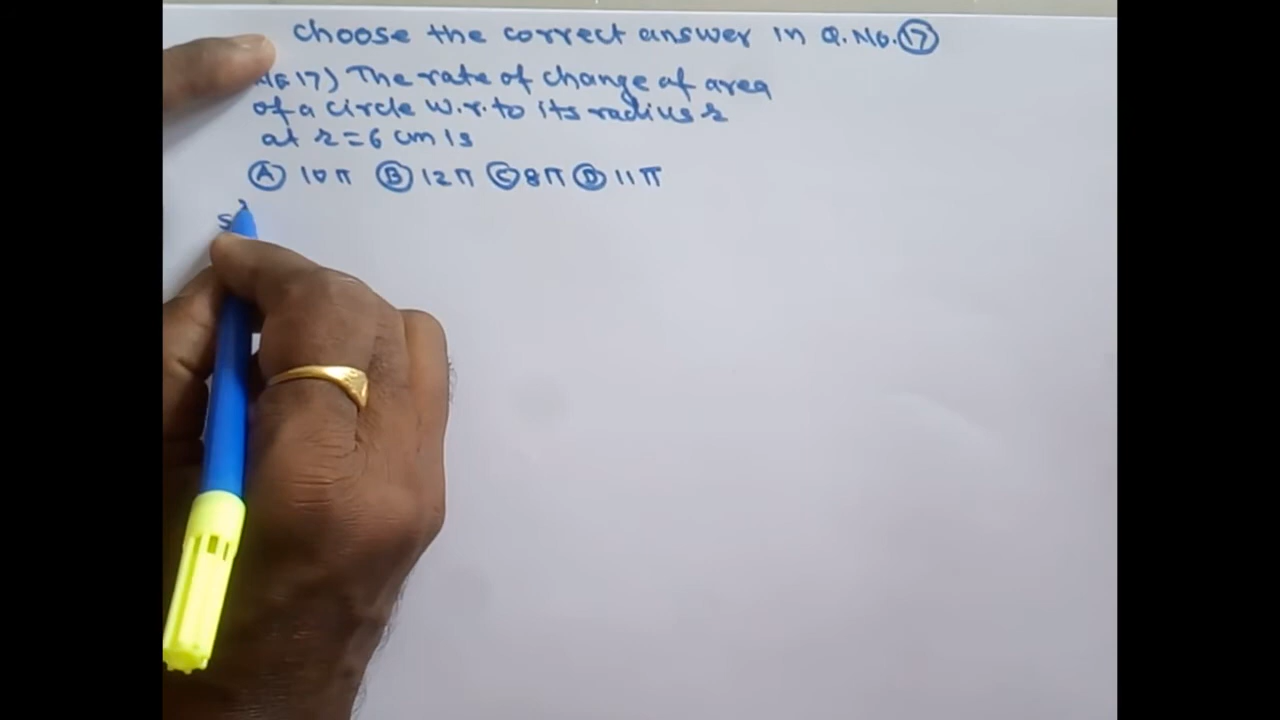 choose the correct answer in Q.No. 17
17) The rate of change of area
of a circle w.r.to its radius r
at r = 6 cm is
A 10π B 12π C 8π D 11π